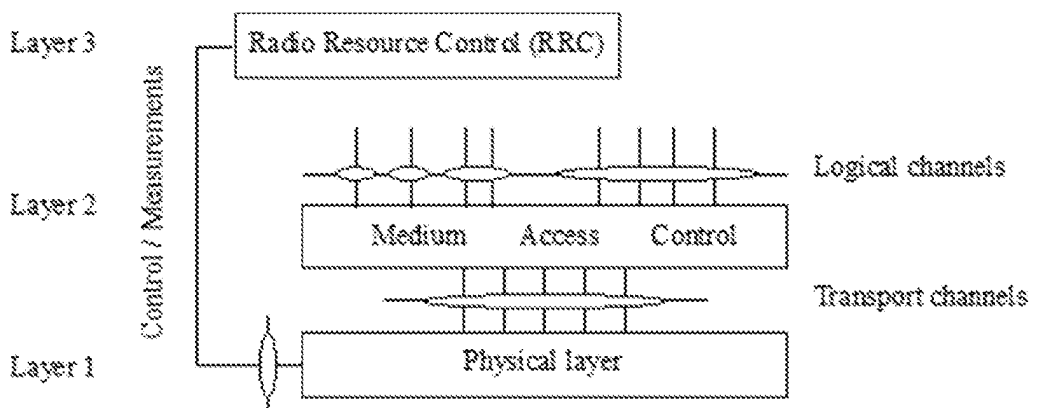 Layer 3
Radio Resource Control (RRC)
Control / Measurements
Logical channels
Layer 2
Medium Access Control
Transport channels
Physical layer
Layer 1